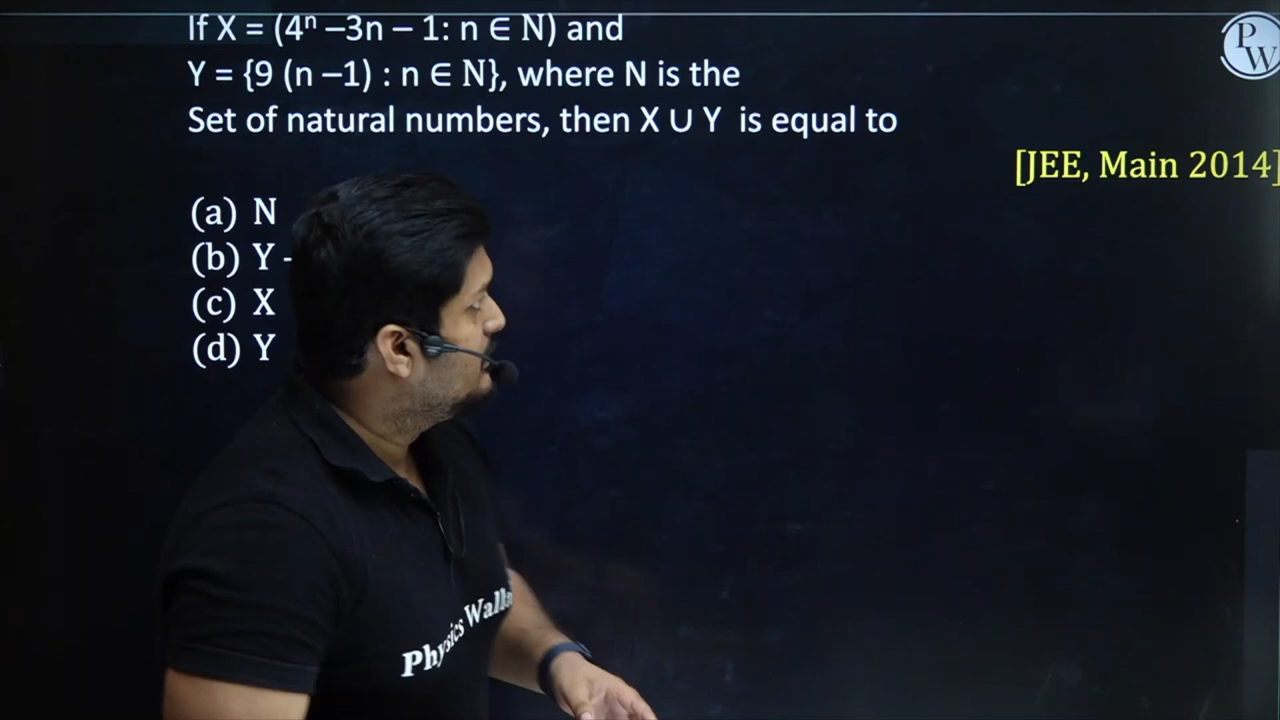 If X = (4ⁿ –3n – 1: n ∈ N) and
Y = {9 (n –1) : n ∈ N}, where N is the
Set of natural numbers, then X ∪ Y is equal to
[JEE, Main 2014]
(a) N
(b) Y -
(c) X
(d) Y
PW
Physics